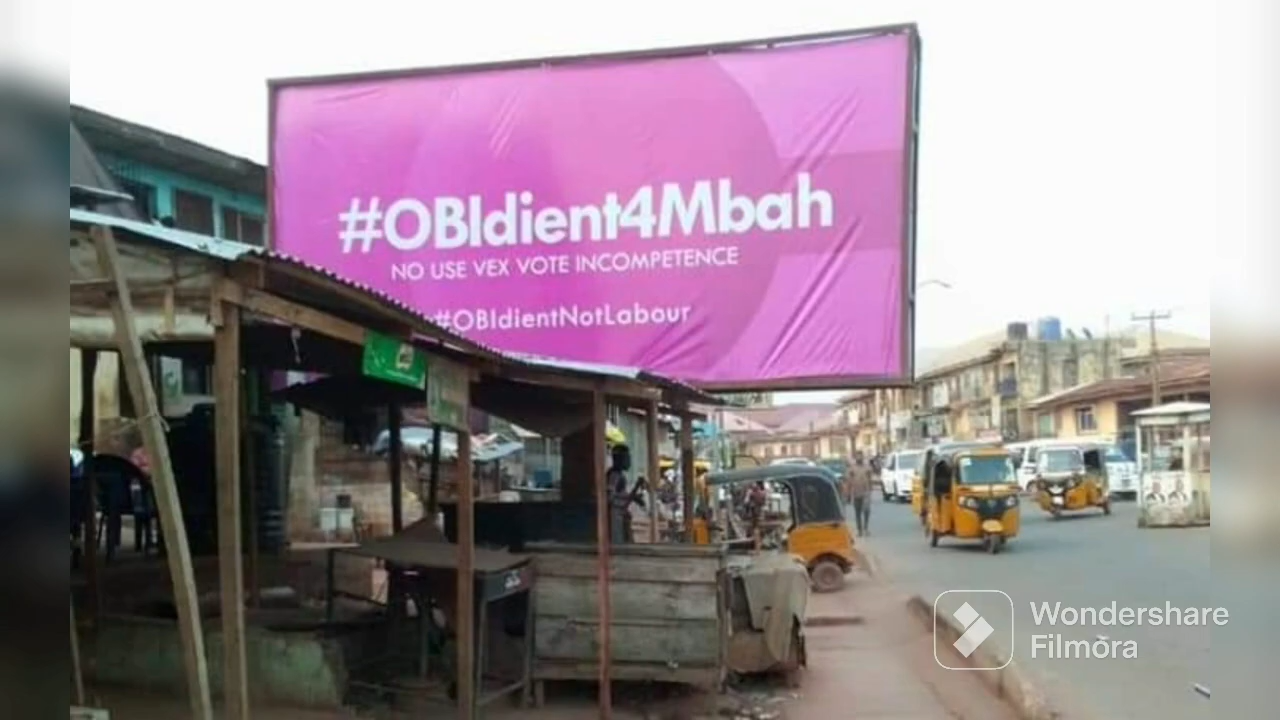 #OBIdient4Mbah
NO USE VEX VOTE INCOMPETENCE
#OBIdientNotLabour
Wondershare
Filmora